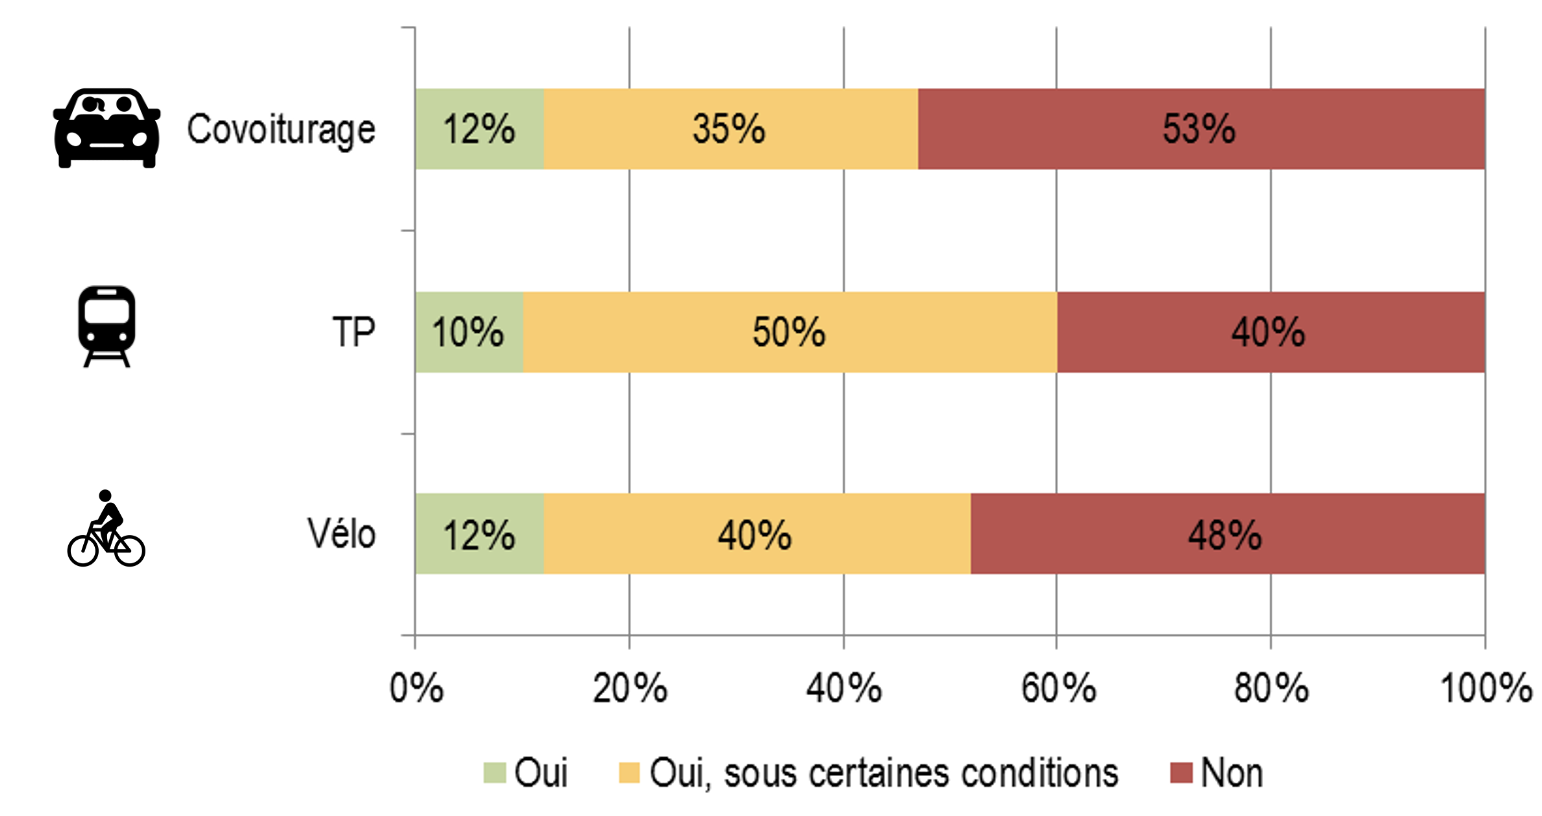 Covoiturage 12% 35% 53%
TP 10% 50% 40%
Vélo 12% 40% 48%
0% 20% 40% 60% 80% 100%
Oui Oui, sous certaines conditions Non